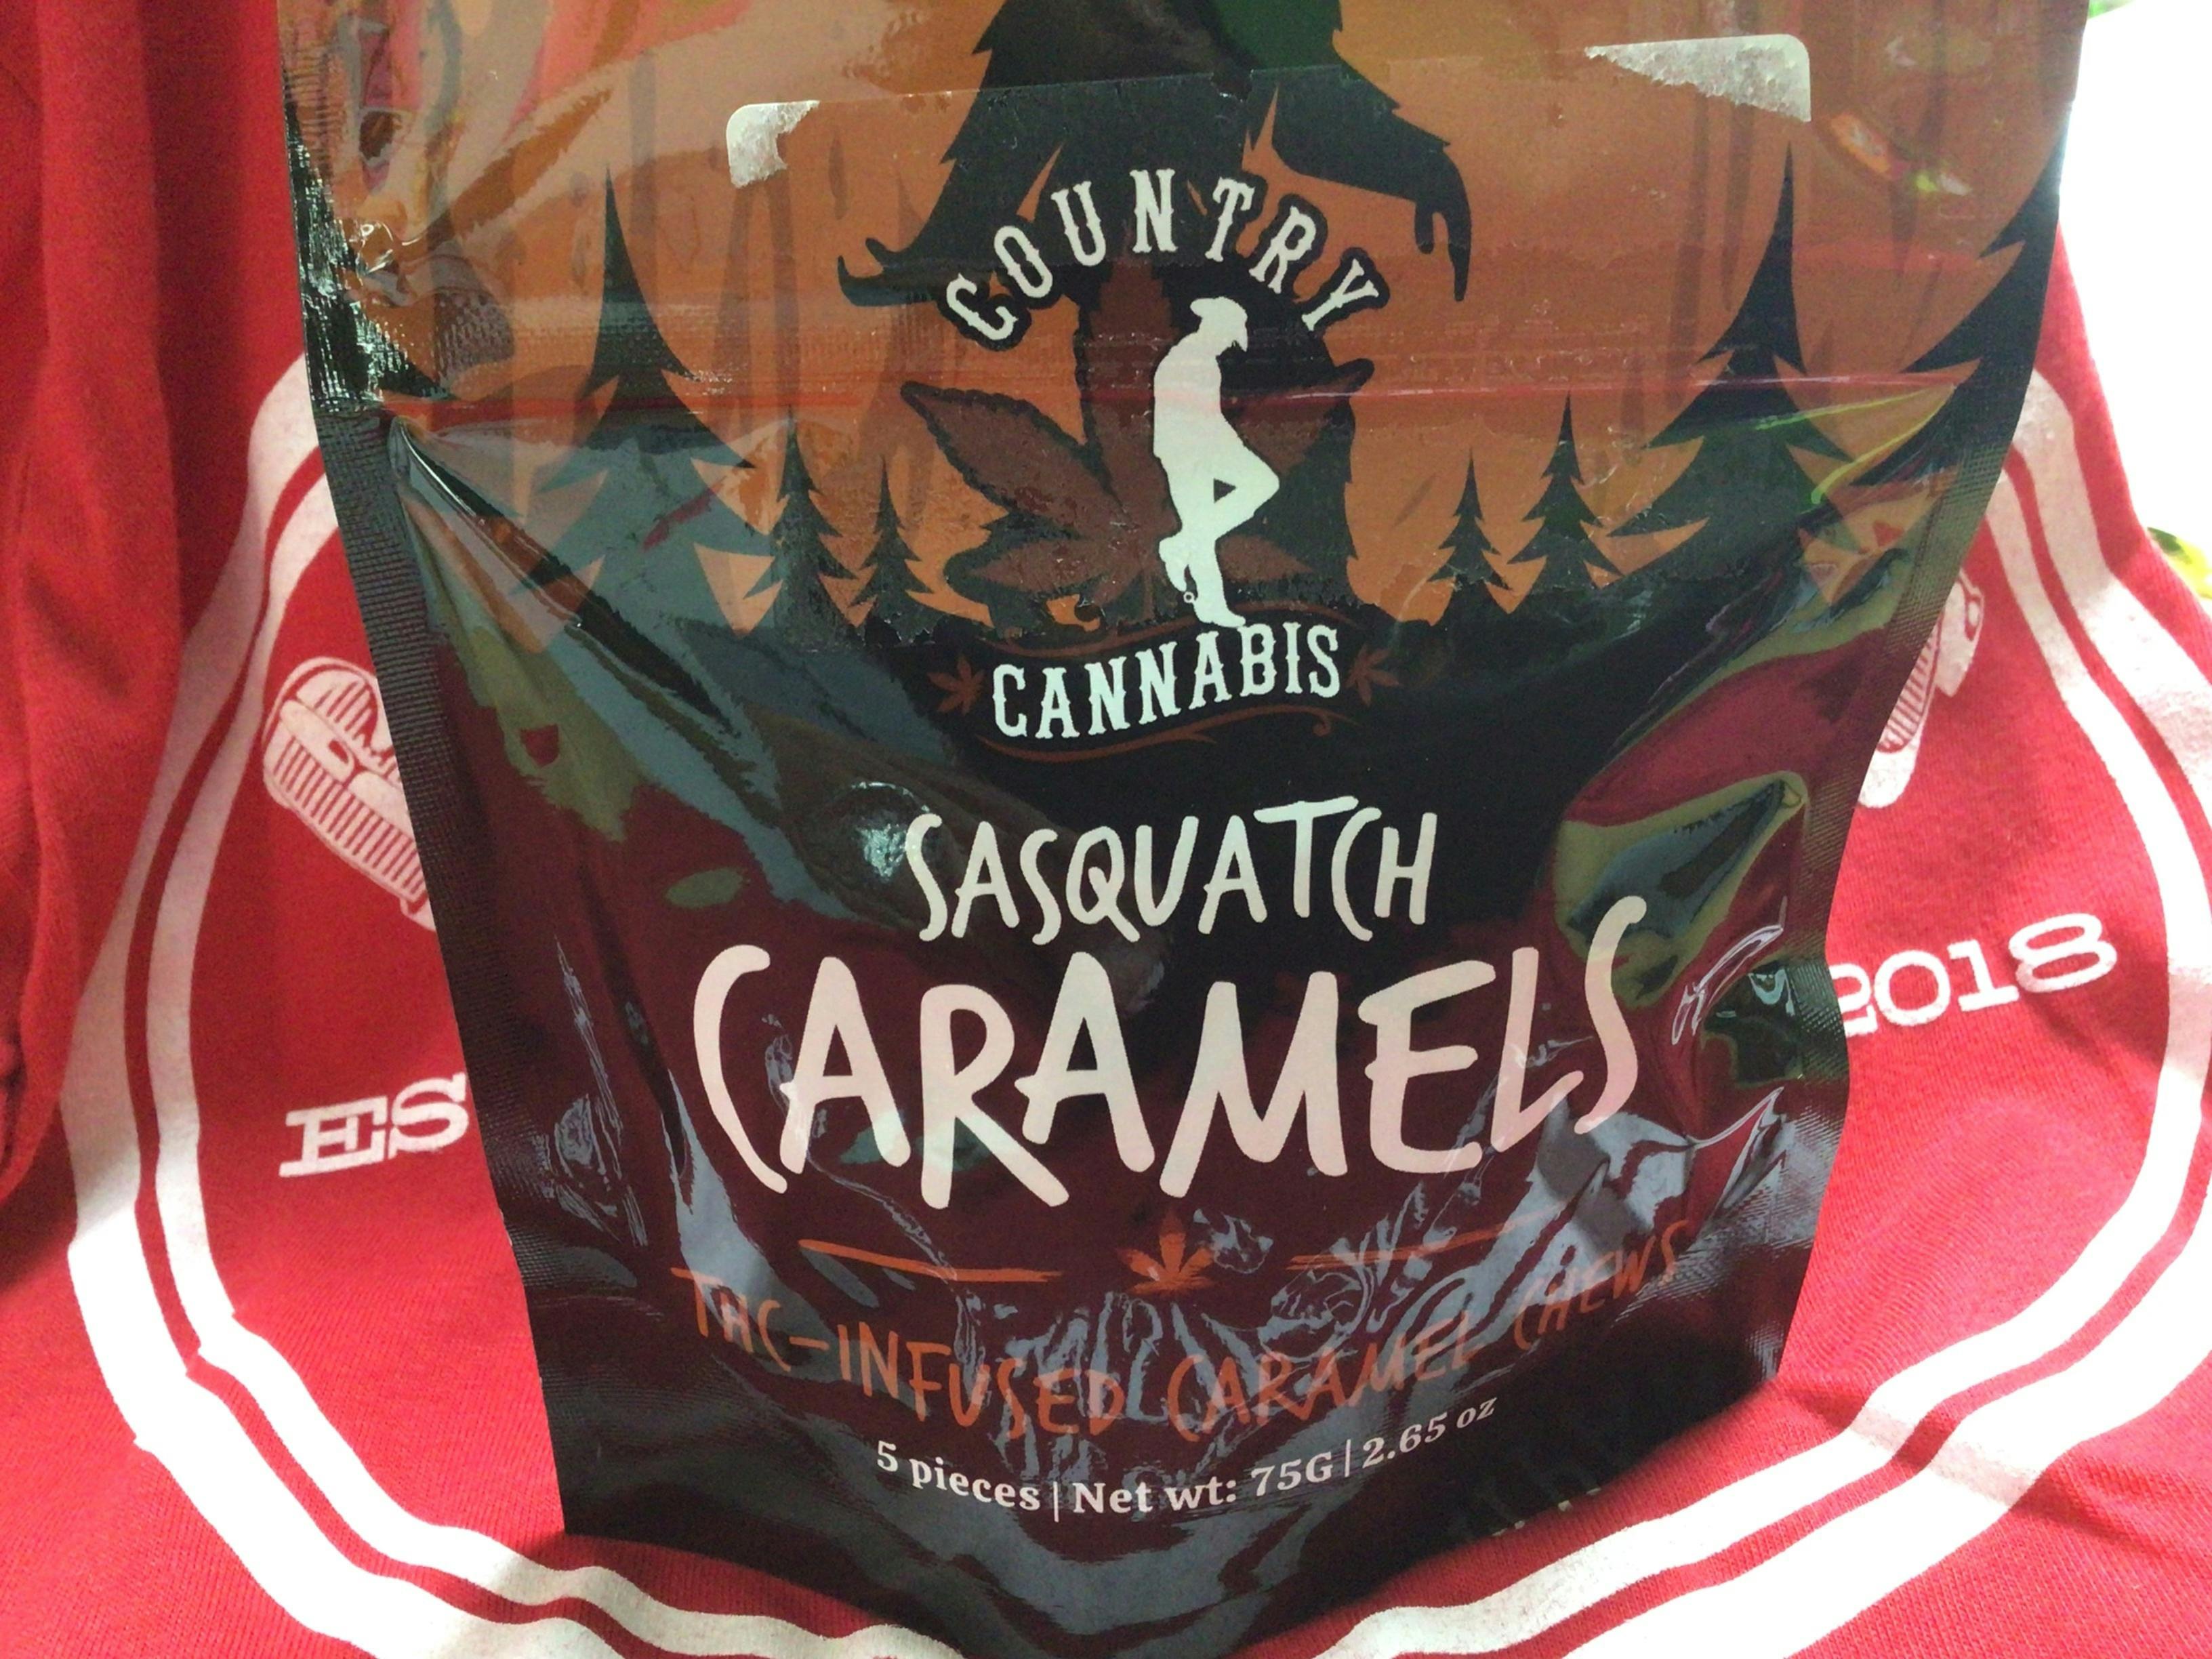 COUNTRY
CANNABIS
SASQUATCH
CARAMELS
THC-INFUSED CARAMEL CHEWS
5 pieces | Net wt: 75G | 2.65 oz
ES
2018